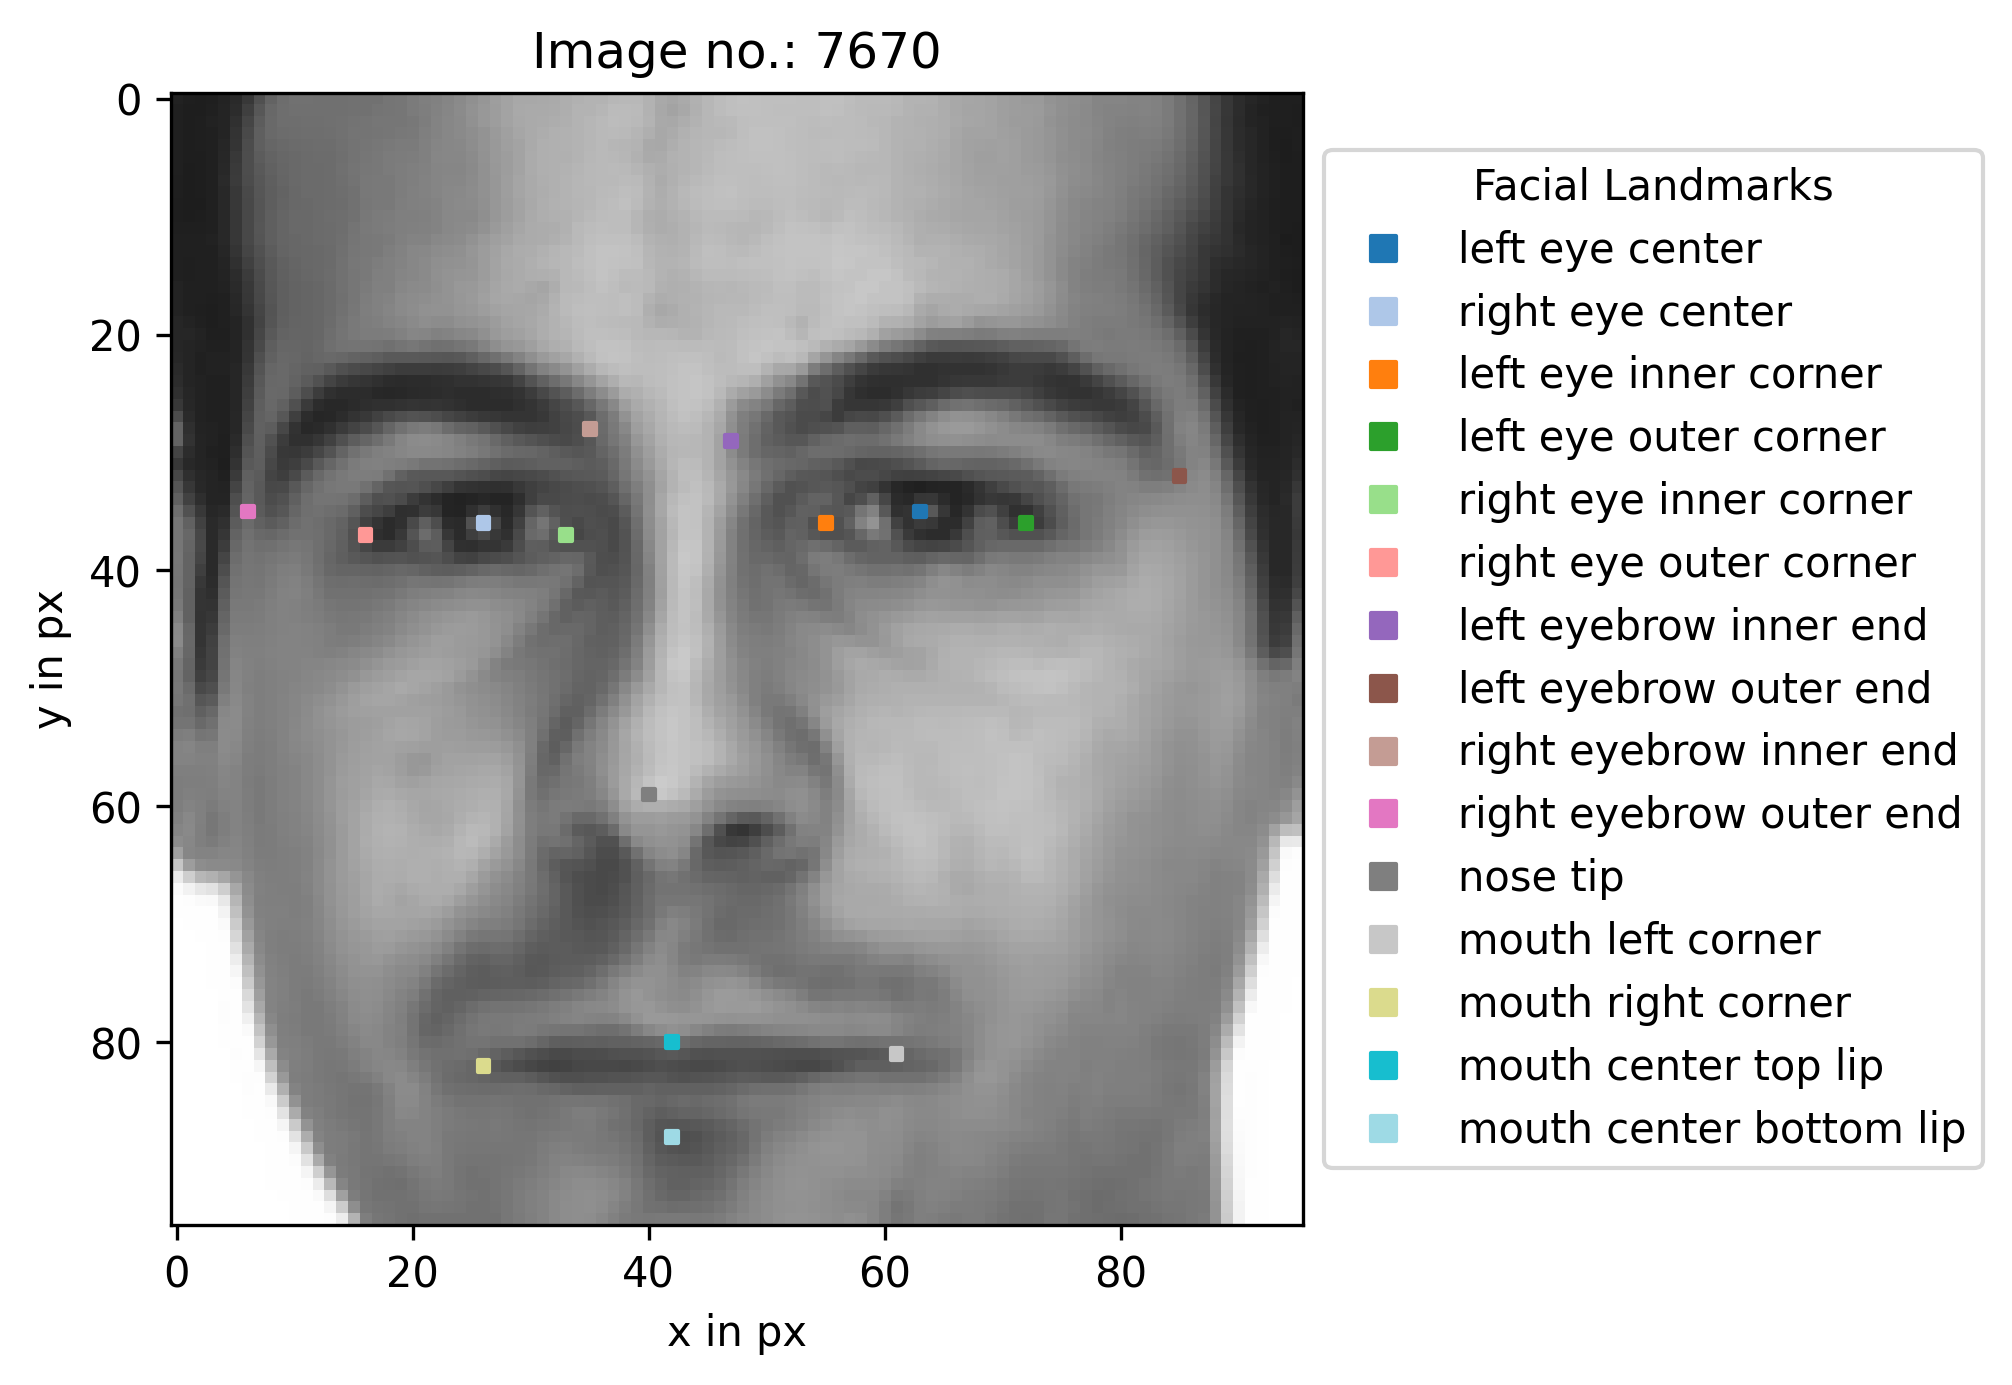 Image no.: 7670
0
20
40
60
80
y in px
0 20 40 60 80
x in px
Facial Landmarks
left eye center
right eye center
left eye inner corner
left eye outer corner
right eye inner corner
right eye outer corner
left eyebrow inner end
left eyebrow outer end
right eyebrow inner end
right eyebrow outer end
nose tip
mouth left corner
mouth right corner
mouth center top lip
mouth center bottom lip